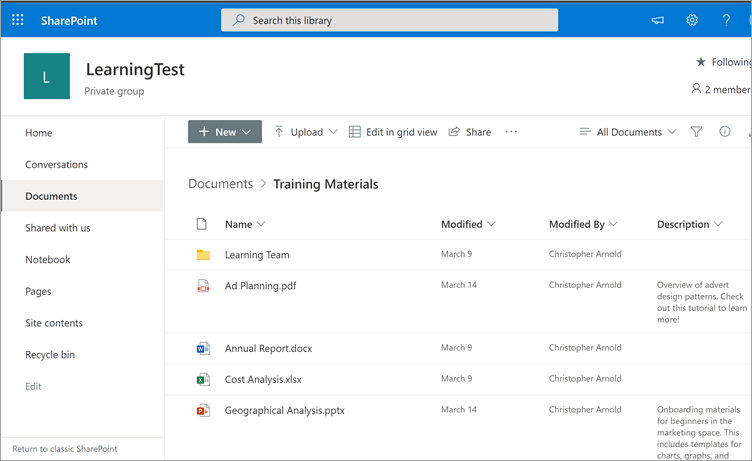 SharePoint
Search this library
?
L
LearningTest
Private group
Following
2 member
Home
Conversations
Documents
Shared with us
Notebook
Pages
Site contents
Recycle bin
Edit
Return to classic SharePoint
+ New
Upload
Edit in grid view
Share
...
All Documents
Documents > Training Materials
Name Modified Modified By Description
Learning Team March 9 Christopher Arnold
Ad Planning.pdf March 14 Christopher Arnold
Overview of advert
design patterns. Check
out this tutorial to learn
more!
Annual Report.docx March 9 Christopher Arnold
Cost Analysis.xlsx March 9 Christopher Arnold
Geographical Analysis.pptx March 14 Christopher Arnold
Onboarding materials
for beginners in the
marketing space. This
includes templates for
charts, graphs, and